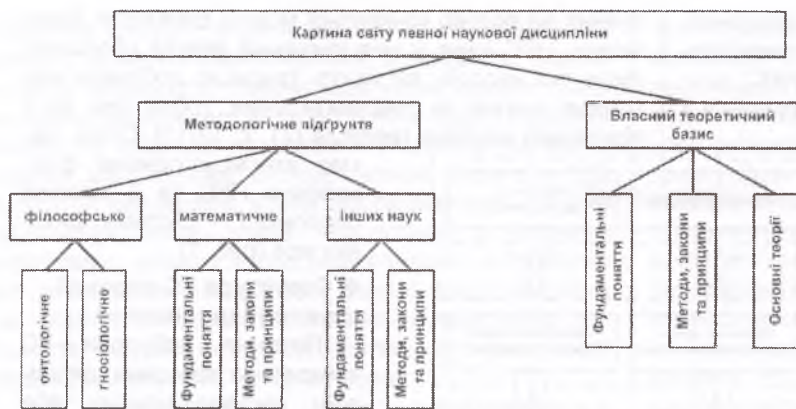 Картина світу певної наукової дисципліни
Методологічне підґрунтя
Власний теоретичний
базис
філософське
математичне
Інших наук
онтологічне
гносіологічне
Фундаментальні
поняття
Методи, закони
та принципи
Фундаментальні
поняття
Методи, закони
та принципи
Фундаментальні
поняття
Методи, закони
та принципи
Основні теорії